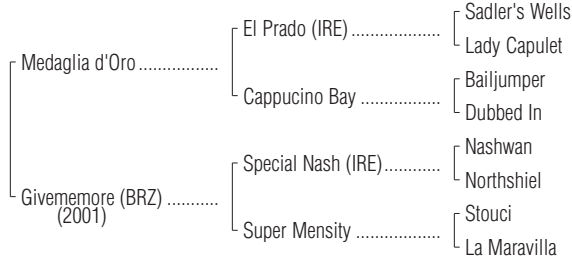 Sadler's Wells
El Prado (IRE) ....................
Lady Capulet
Medaglia d'Oro ..................
Bailjumper
Cappucino Bay ..................
Dubbed In
Nashwan
Special Nash (IRE).............
Northshiel
Givememore (BRZ) ...........
(2001)
Stouci
Super Mensity ...................
La Maravilla